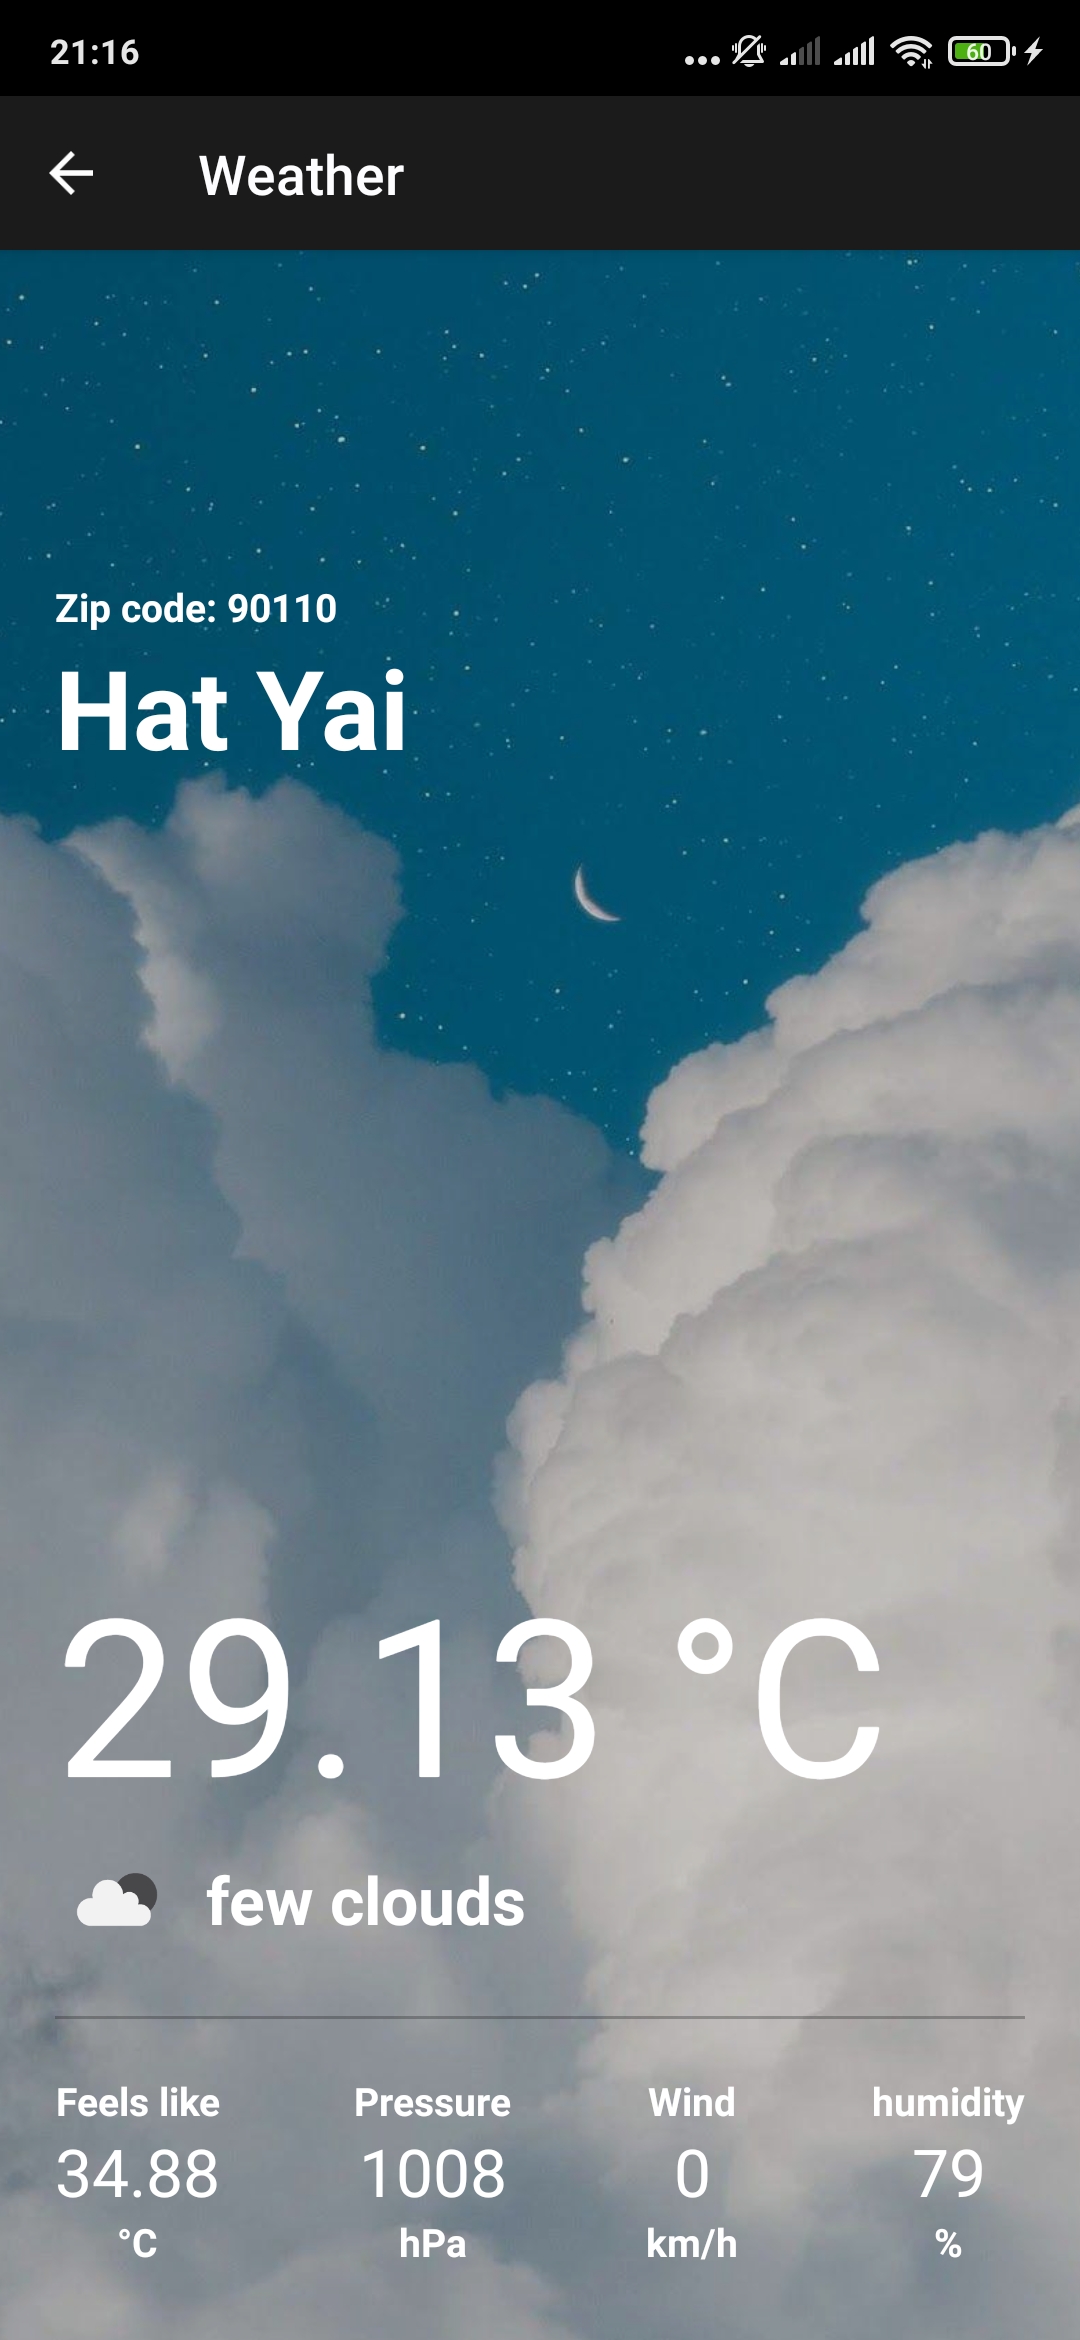 21:16
60
Weather
Zip code: 90110
Hat Yai
29.13 °C
few clouds
Feels like Pressure Wind humidity
34.88 1008 0 79
°C hPa km/h %